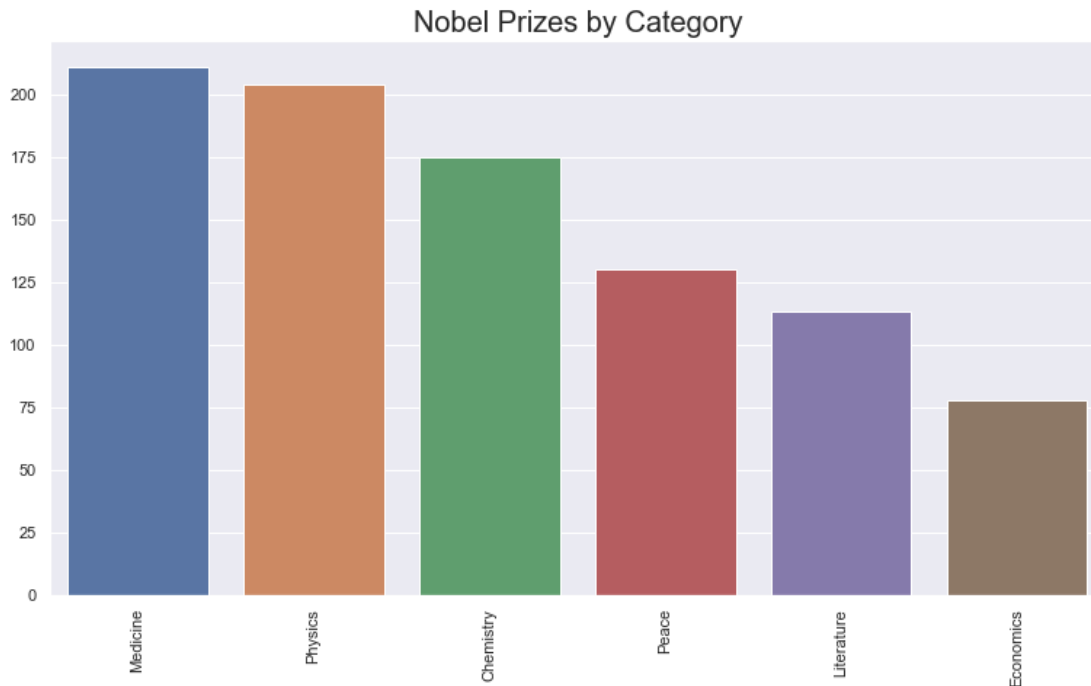 Nobel Prizes by Category
200
175
150
125
100
75
50
25
0
Medicine
Physics
Chemistry
Peace
Literature
Economics